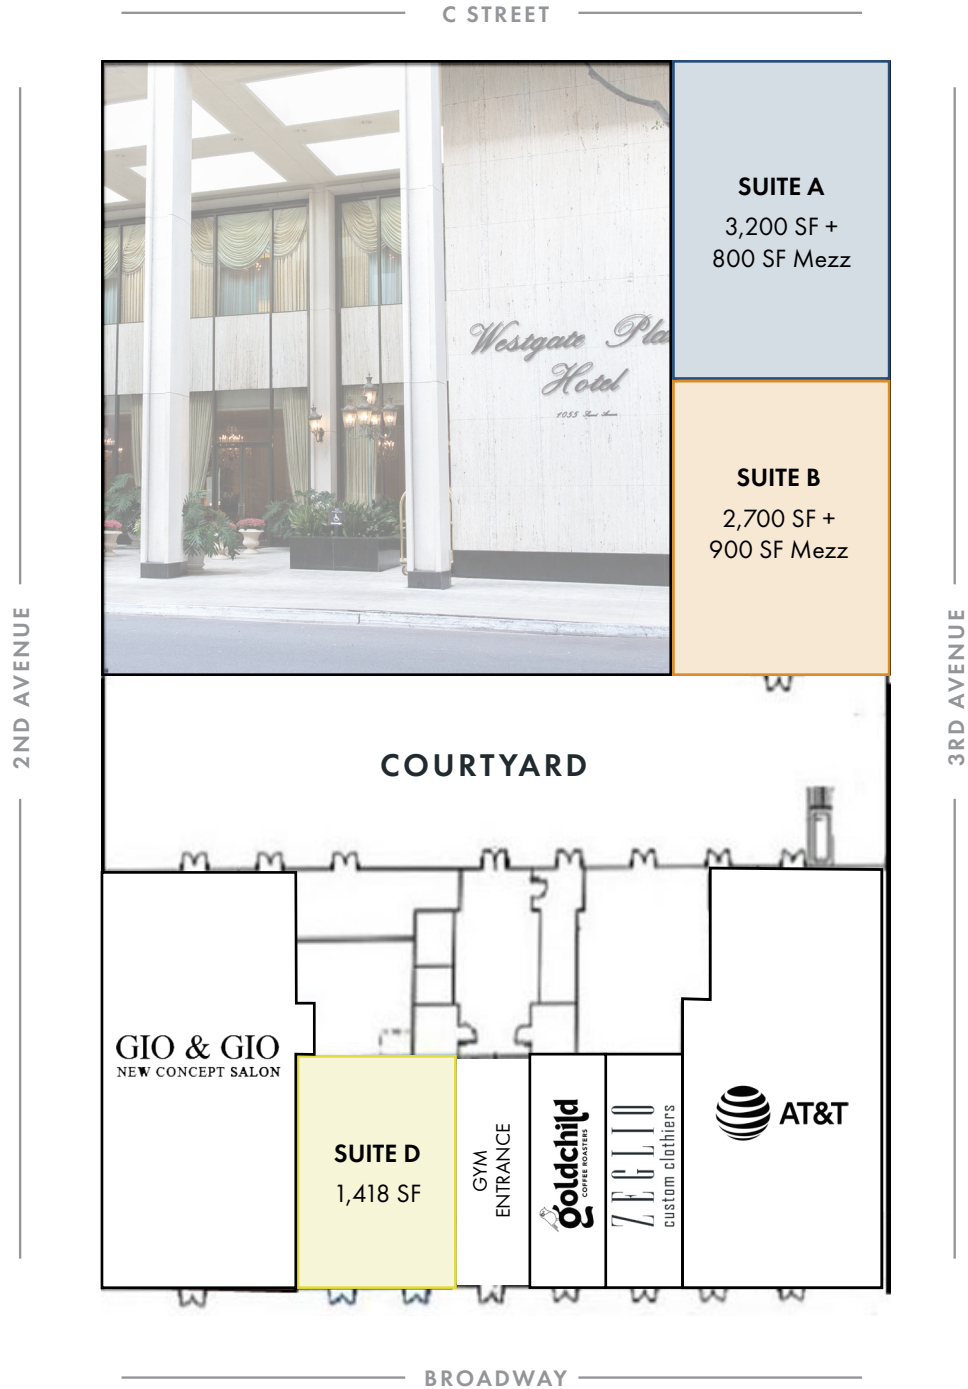 C STREET
SUITE A
3,200 SF +
800 SF Mezz
Westgate Pla
Hotel
1055
SUITE B
2,700 SF +
900 SF Mezz
2ND AVENUE
3RD AVENUE
COURTYARD
GIO & GIO
NEW CONCEPT SALON
SUITE D
1,418 SF
GYM
ENTRANCE
goldchild
COFFEE ROASTERS
ZEGLIO
custom clothiers
AT&T
BROADWAY